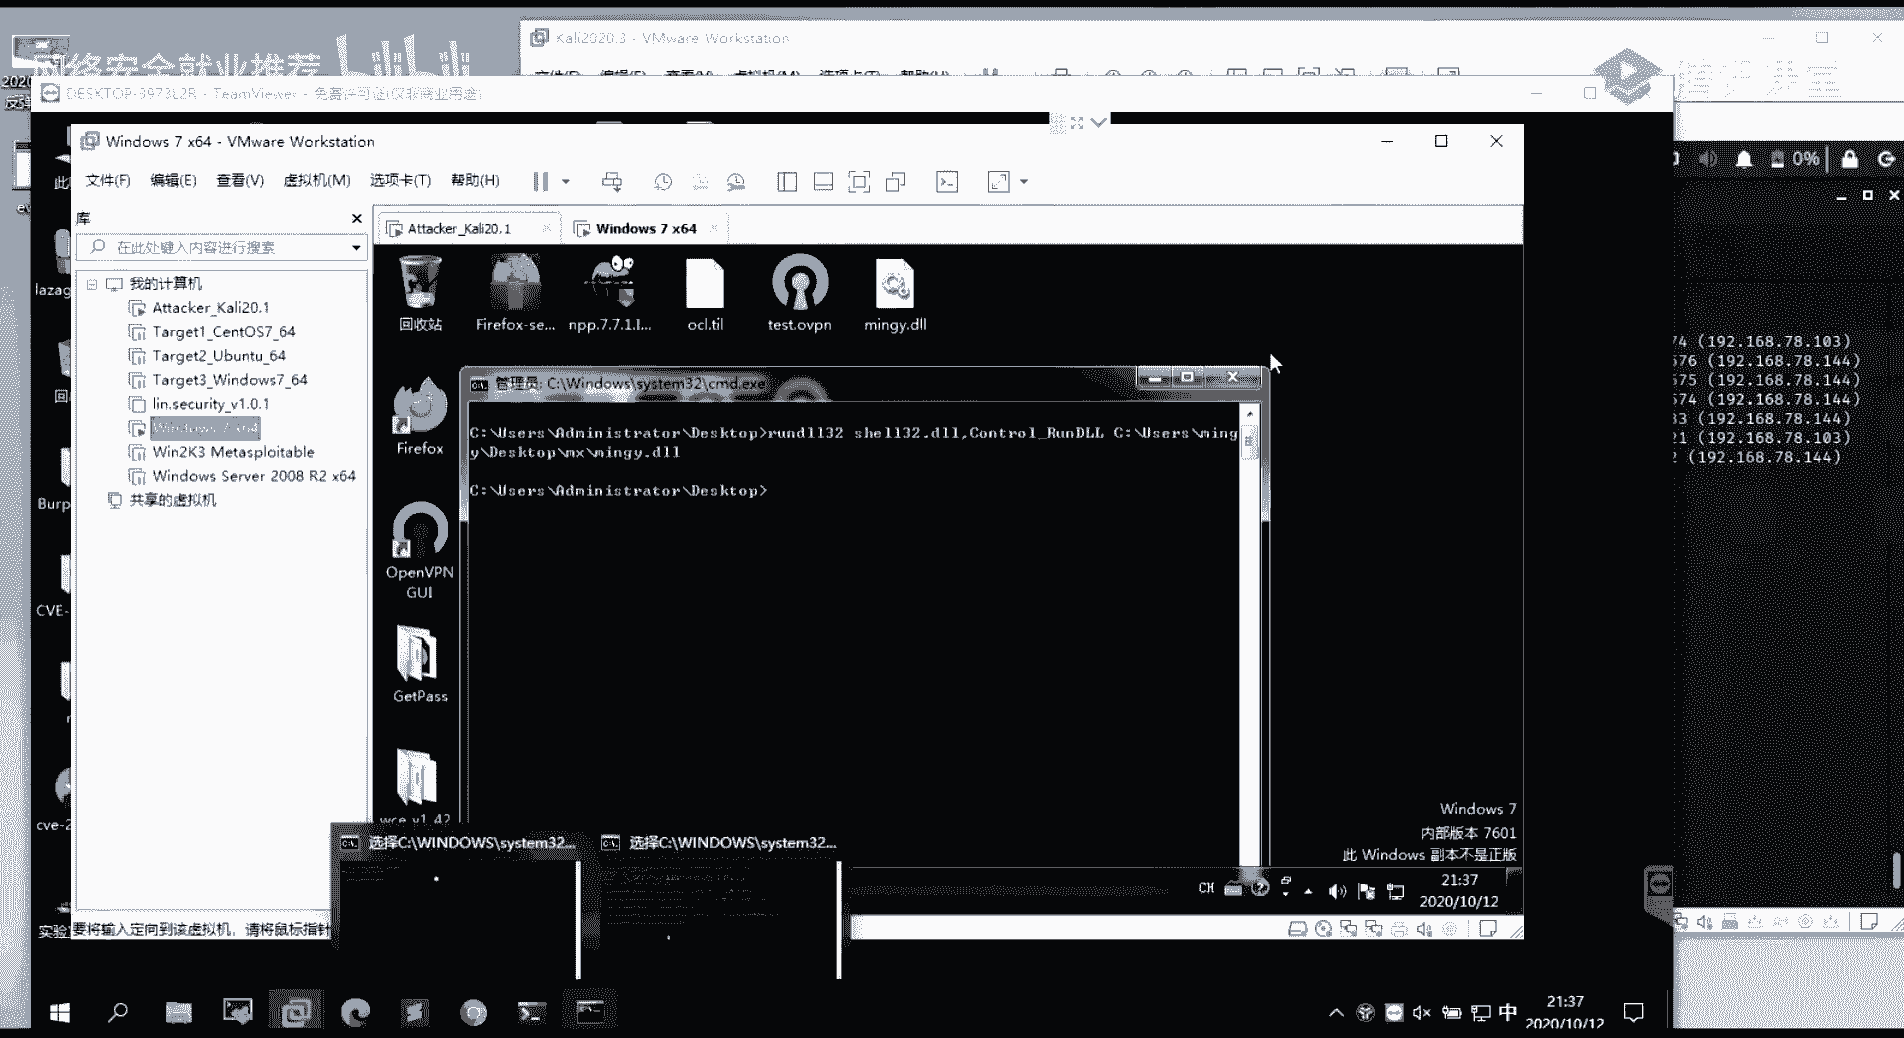 网络安全就业推荐
Kali2020.3 - VMware Workstation
DESKTOP-3973L2R - TeamViewer - 免费许可证(仅非商业用途)
Windows 7 x64 - VMware Workstation
文件(F) 编辑(E) 查看(V) 虚拟机(M) 选项卡(T) 帮助(H)
0%
库
在此处键入内容进行搜索
Attacker_Kali20.1
Windows 7 x64
我的计算机
Attacker_Kali20.1
Target1_CentOS7_64
Target2_Ubuntu_64
Target3_Windows7_64
lin.security_v1.0.1
Windows 7 x64
Win2K3 Metasploitable
Windows Server 2008 R2 x64
共享的虚拟机
回收站
Firefox-se...
npp.7.7.1.I...
ocl.til
test.ovpn
mingy.dll
Firefox
OpenVPN
GUI
GetPass
wce_v1_42
lazag
Burp
CVE-
cve-2
实验
管理员: C:\Windows\system32\cmd.exe
C:\Users\Administrator\Desktop>rundll32 shell32.dll,Control_RunDLL C:\Users\ming
y\Desktop\mx\mingy.dll
C:\Users\Administrator\Desktop>
74 (192.168.78.103)
576 (192.168.78.144)
575 (192.168.78.144)
574 (192.168.78.144)
33 (192.168.78.144)
21 (192.168.78.103)
2 (192.168.78.144)
Windows 7
内部版本 7601
此 Windows 副本不是正版
CH
21:37
2020/10/12
要将输入定向到该虚拟机，请将鼠标指针
选择C:\WINDOWS\system32...
选择C:\WINDOWS\system32...
中
21:37
2020/10/12